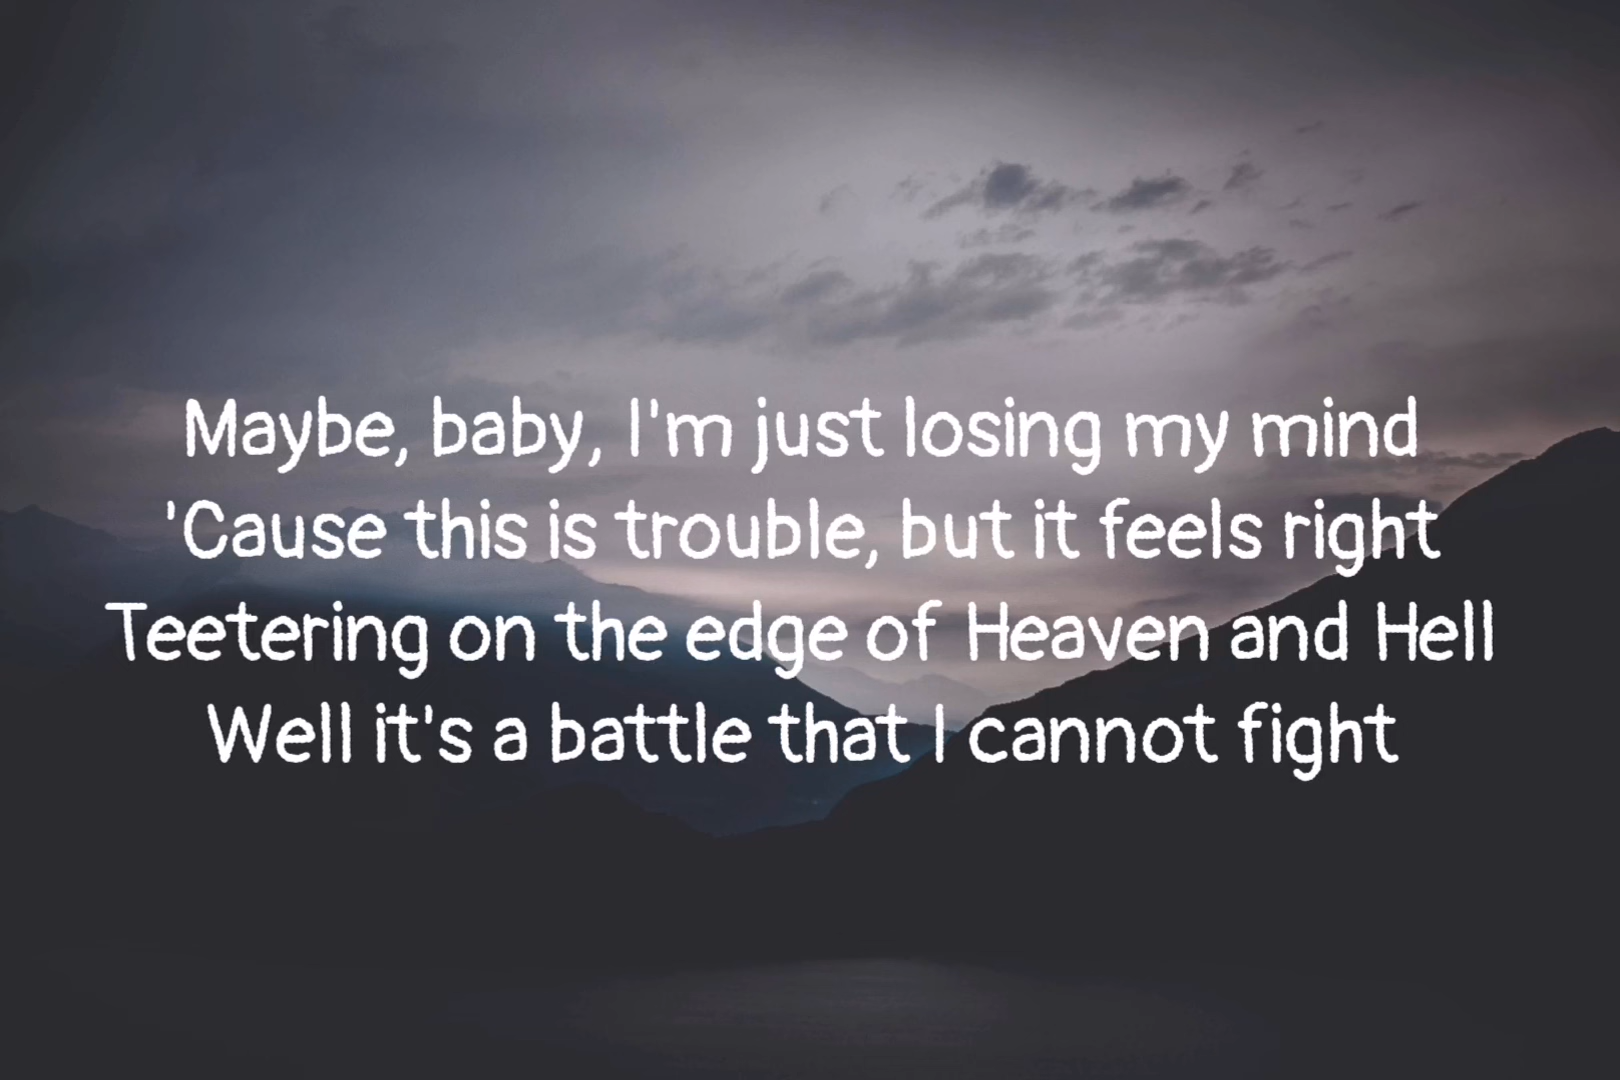 Maybe, baby, I'm just losing my mind
'Cause this is trouble, but it feels right
Teetering on the edge of Heaven and Hell
Well it's a battle that I cannot fight